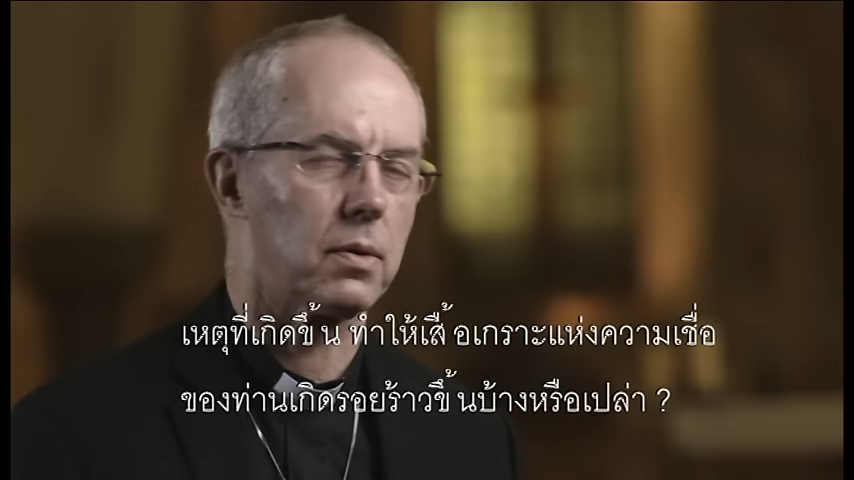 เหตุที่เกิดขึ้น ทำให้เสื้อเกราะแห่งความเชื่อ
ของท่านเกิดรอยร้าวขึ้นบ้างหรือเปล่า ?